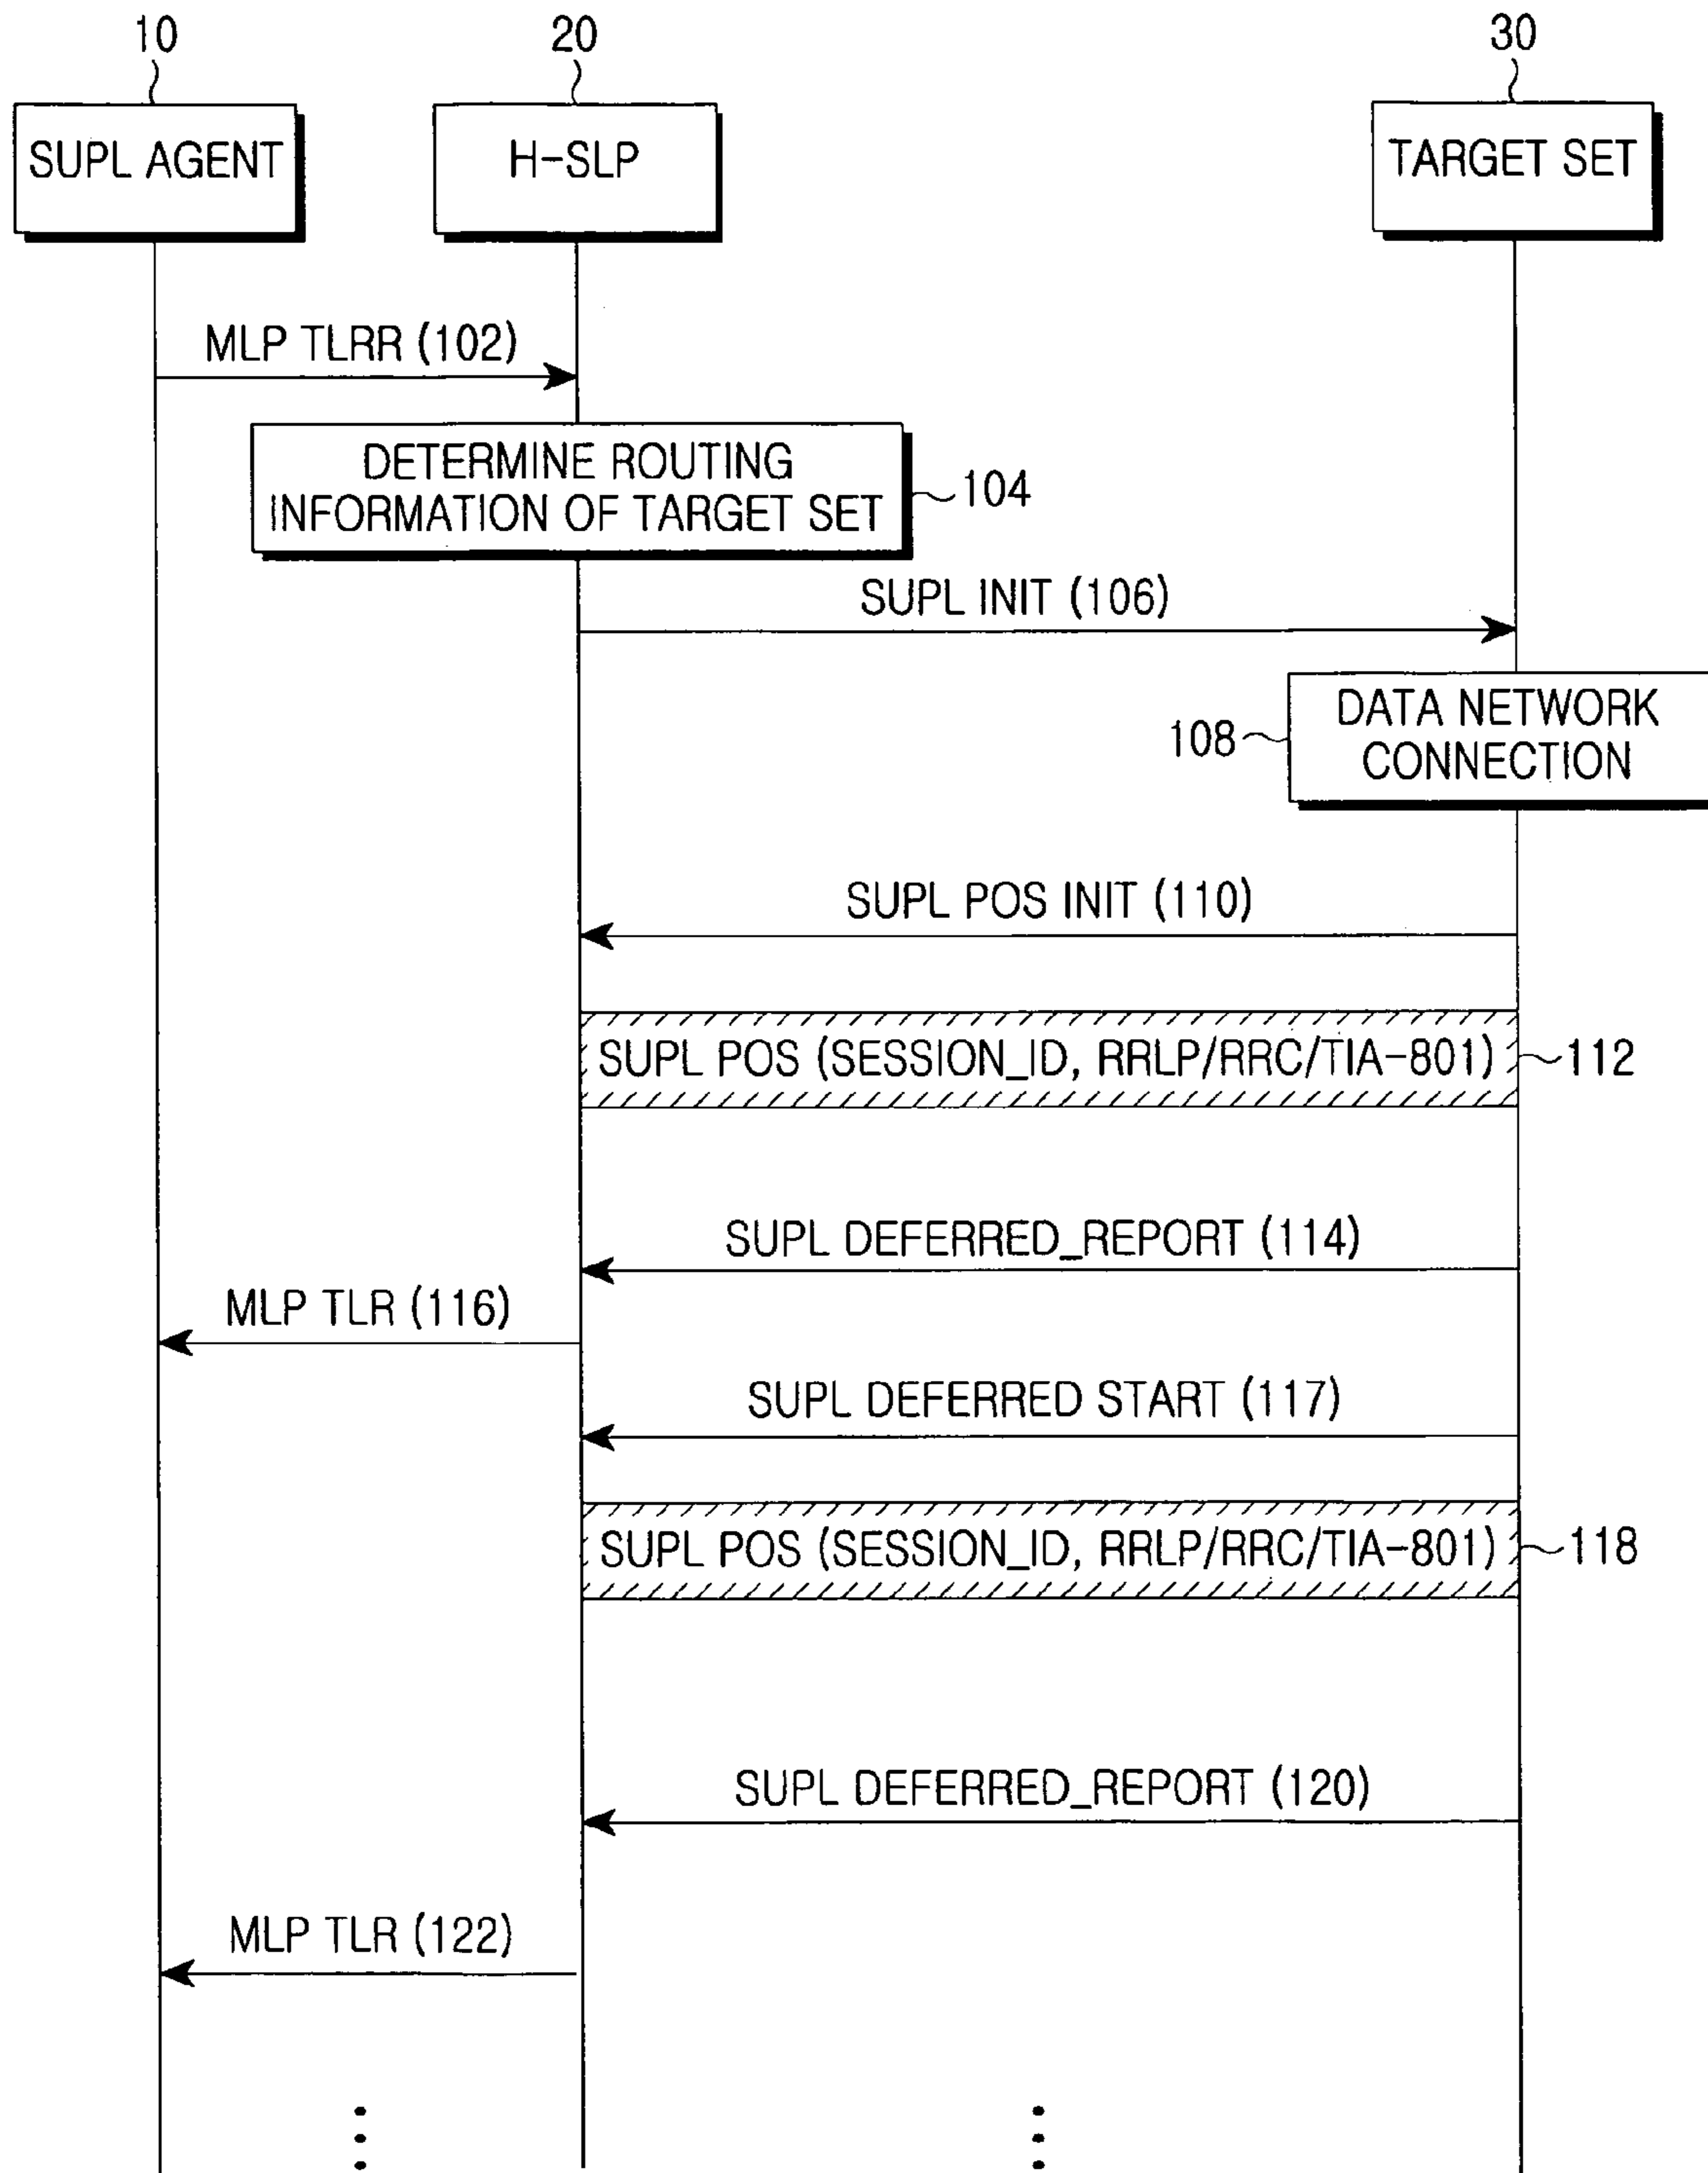 10
20
30
SUPL AGENT
H-SLP
TARGET SET
MLP TLRR (102)
DETERMINE ROUTING
INFORMATION OF TARGET SET
104
SUPL INIT (106)
DATA NETWORK
CONNECTION
108
SUPL POS INIT (110)
SUPL POS (SESSION_ID, RRLP/RRC/TIA-801)
112
SUPL DEFERRED_REPORT (114)
MLP TLR (116)
SUPL DEFERRED START (117)
SUPL POS (SESSION_ID, RRLP/RRC/TIA-801)
118
SUPL DEFERRED_REPORT (120)
MLP TLR (122)